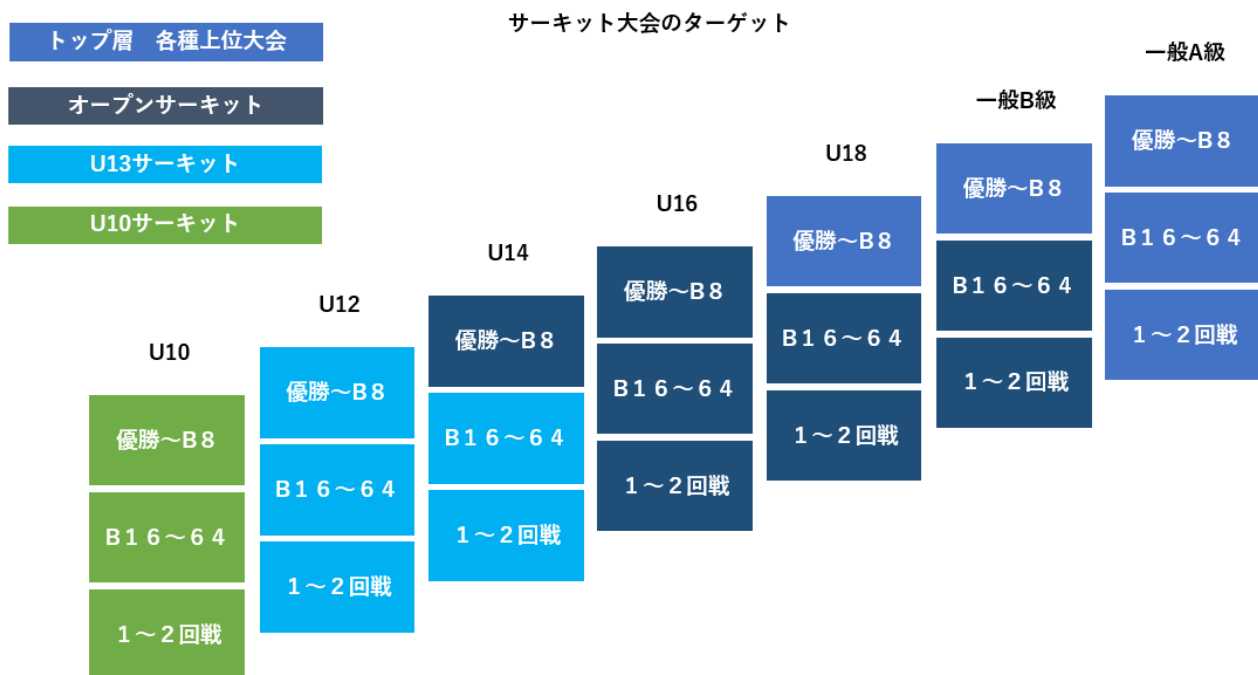 サーキット大会のターゲット
トップ層　各種上位大会
オープンサーキット
U13サーキット
U10サーキット
U10
優勝～B8
B１６～６４
１～２回戦
U12
優勝～B8
B１６～６４
１～２回戦
U14
優勝～B8
B１６～６４
１～２回戦
U16
優勝～B8
B１６～６４
１～２回戦
U18
優勝～B8
B１６～６４
１～２回戦
一般B級
優勝～B8
B１６～６４
１～２回戦
一般A級
優勝～B8
B１６～６４
１～２回戦